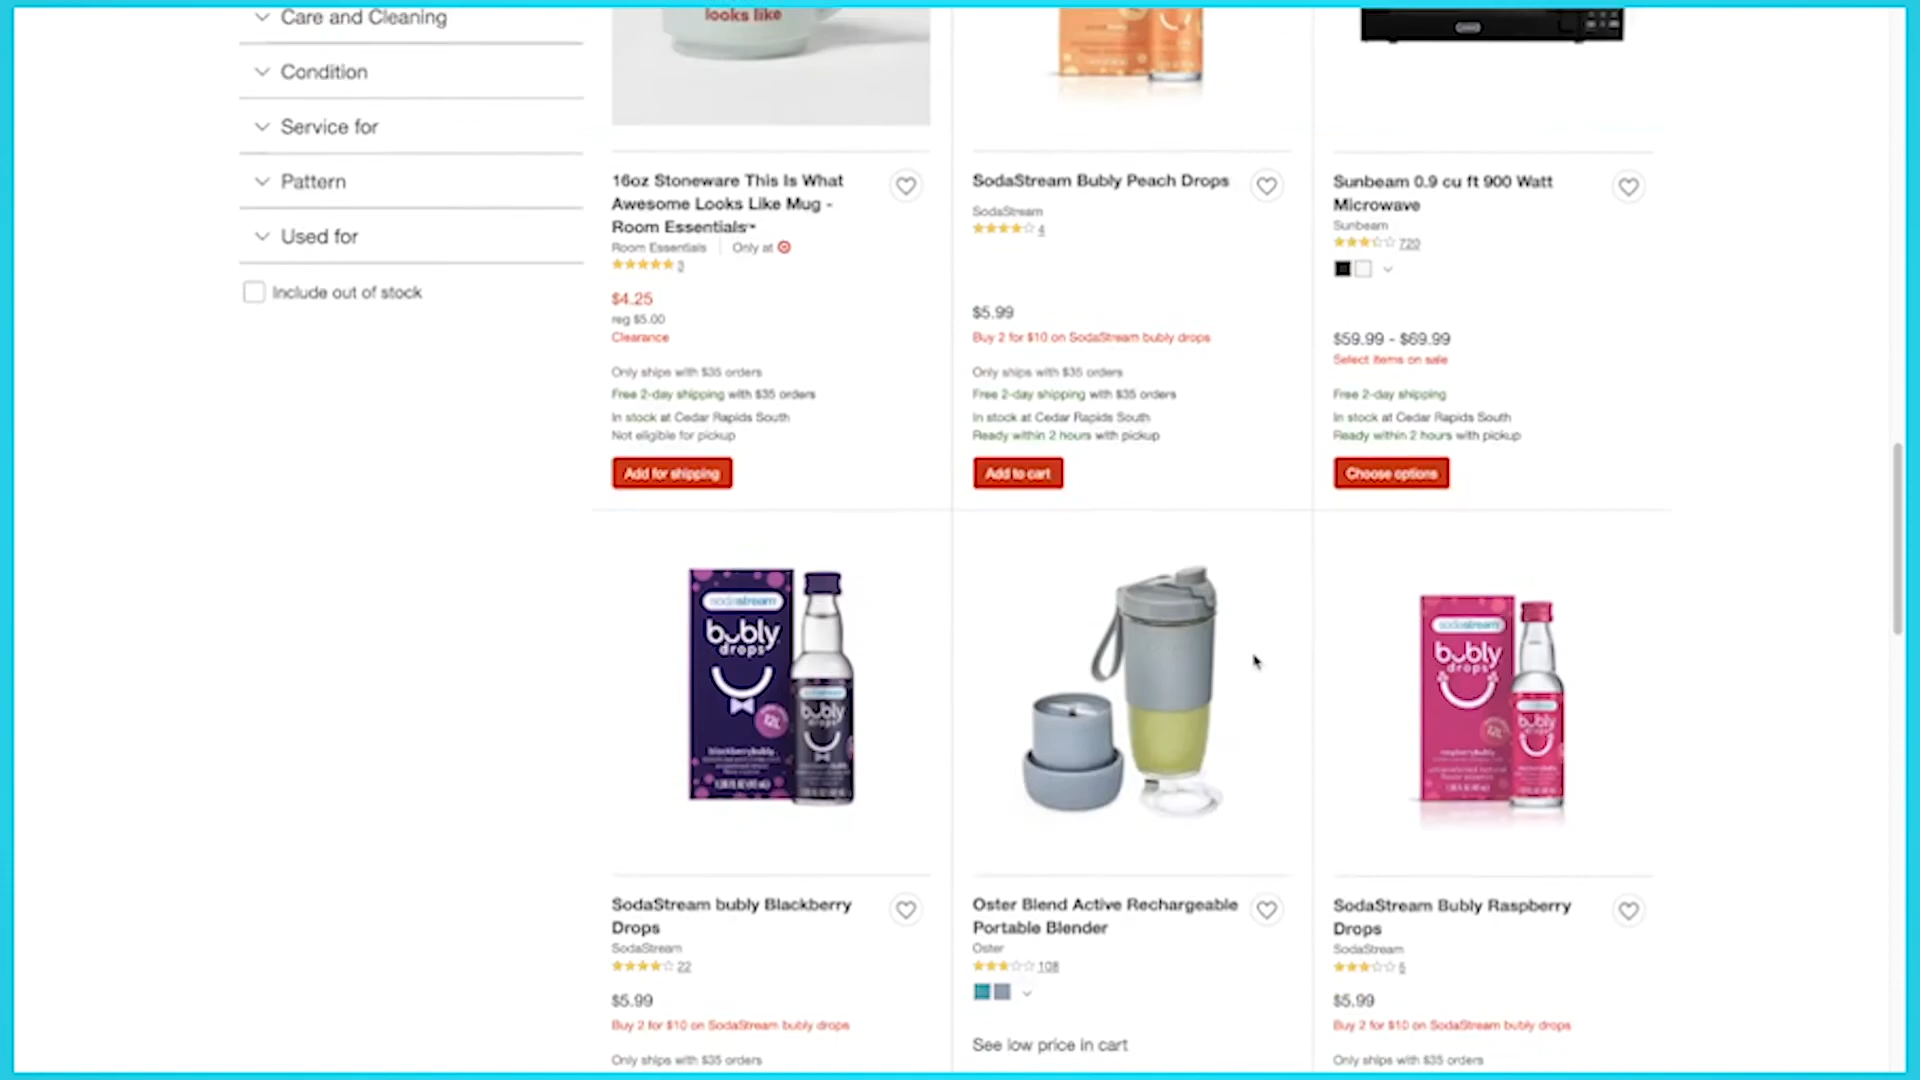 Care and Cleaning
Condition
Service for
Pattern
Used for
Include out of stock
looks like
16oz Stoneware This Is What
Awesome Looks Like Mug -
Room Essentials™
Room Essentials | Only at
3
$4.25
reg $5.00
Clearance
Only ships with $35 orders
Free 2-day shipping with $35 orders
In stock at Cedar Rapids South
Not eligible for pickup
Add for shipping
SodaStream Bubly Peach Drops
SodaStream
4
$5.99
Buy 2 for $10 on SodaStream bubly drops
Only ships with $35 orders
Free 2-day shipping with $35 orders
In stock at Cedar Rapids South
Ready within 2 hours with pickup
Add to cart
Sunbeam 0.9 cu ft 900 Watt
Microwave
Sunbeam
720
$59.99 - $69.99
Select items on sale
Free 2-day shipping
In stock at Cedar Rapids South
Ready within 2 hours with pickup
Choose options
sodastream
bubly
drops
12L
blackberrybubly
bubly
SodaStream bubly Blackberry
Drops
SodaStream
22
$5.99
Buy 2 for $10 on SodaStream bubly drops
Only ships with $35 orders
Oster Blend Active Rechargeable
Portable Blender
Oster
108
See low price in cart
sodastream
bubly
drops
12L
raspberrybubly
bubly
SodaStream Bubly Raspberry
Drops
SodaStream
5
$5.99
Buy 2 for $10 on SodaStream bubly drops
Only ships with $35 orders